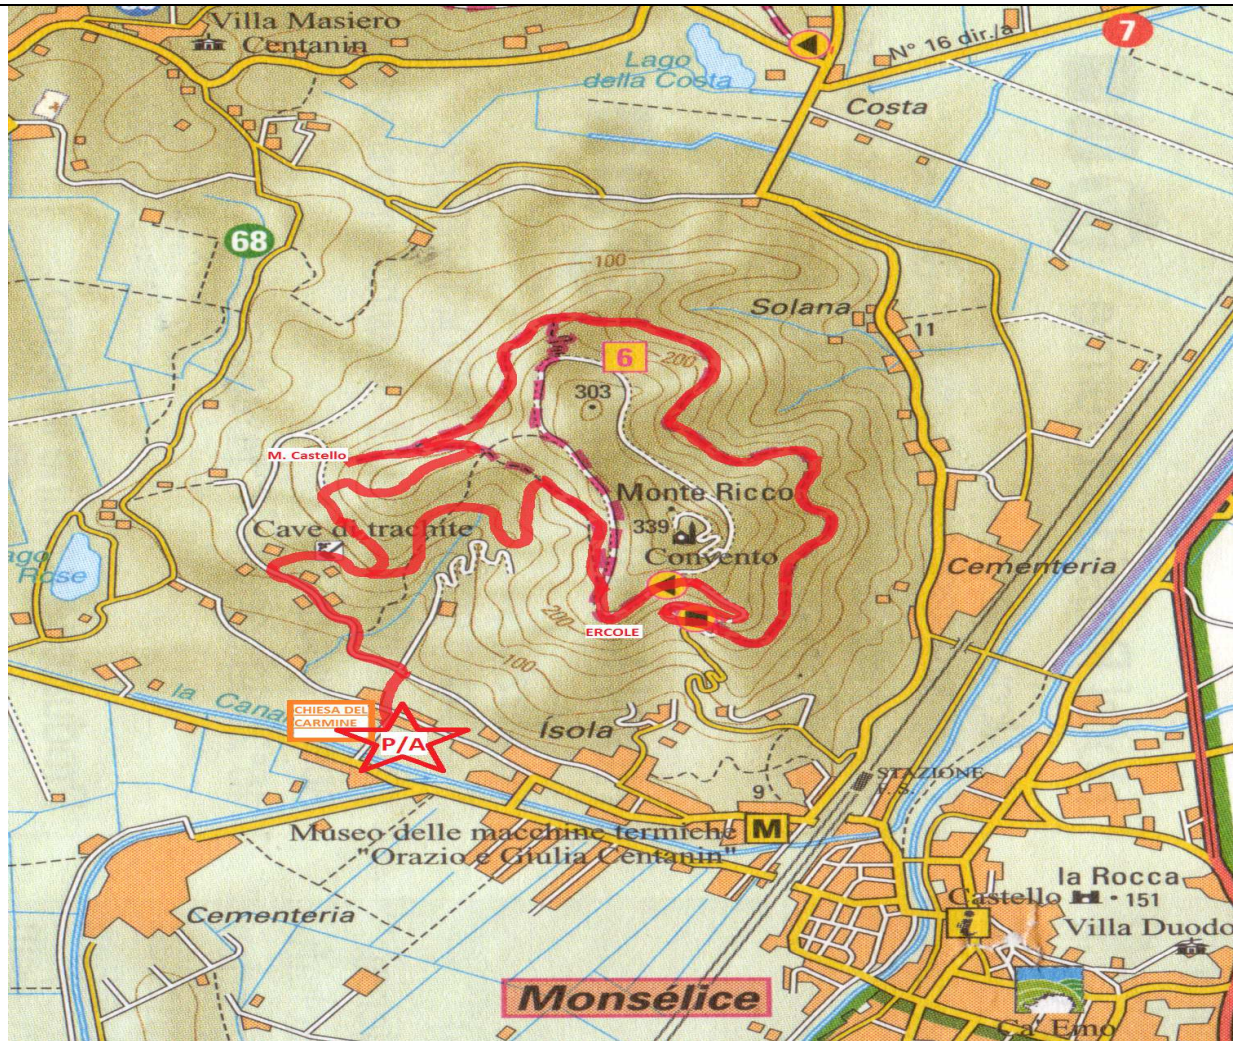 Villa Masiero
Centanin
Lago
della Costa
N° 16 dir./a
7
Costa
68
100
Solana
11
6
200
303
M. Castello
Monte Ricco
339
Convento
Cave di trachite
Cementeria
Lago
Rose
200
ERCOLE
100
CHIESA DEL
CARMINE
la Cana
P/A
Ísola
STAZIONE
F. S.
9
M
Museo delle macchine termiche
"Orazio e Giulia Centanin"
la Rocca
Castello
151
i
Villa Duodo
Cementeria
Monsélice
Ca' Emo